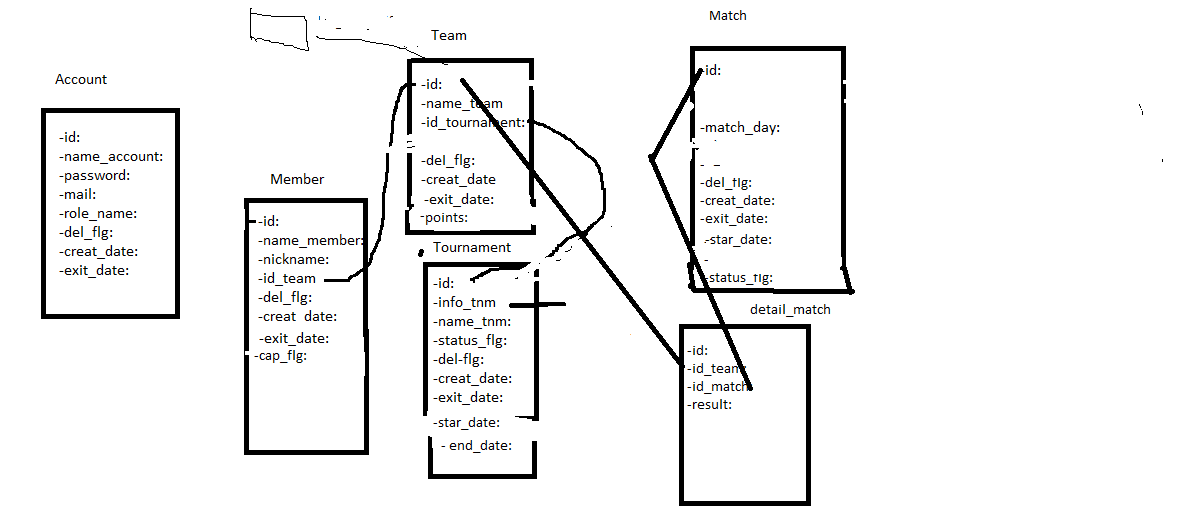 Account
-id:
-name_account:
-password:
-mail:
-role_name:
-del_flg:
-creat_date:
-exit_date:
Member
-id:
-name_member:
-nickname:
-id_team
-del_flg:
-creat date:
-exit_date:
-cap_flg:
Team
-id:
-name_team
-id_tournament:
-del_flg:
-creat_date
-exit_date:
-points:
Tournament
-id:
-info_tnm
-name_tnm:
-status_flg:
-del-flg:
-creat_date:
-exit_date:
-star_date:
- end_date:
Match
id:
-match_day:
-del_flg:
-creat_date:
-exit_date:
-star_date:
-status_flg:
detail_match
-id:
-id_team
-id_match
-result: